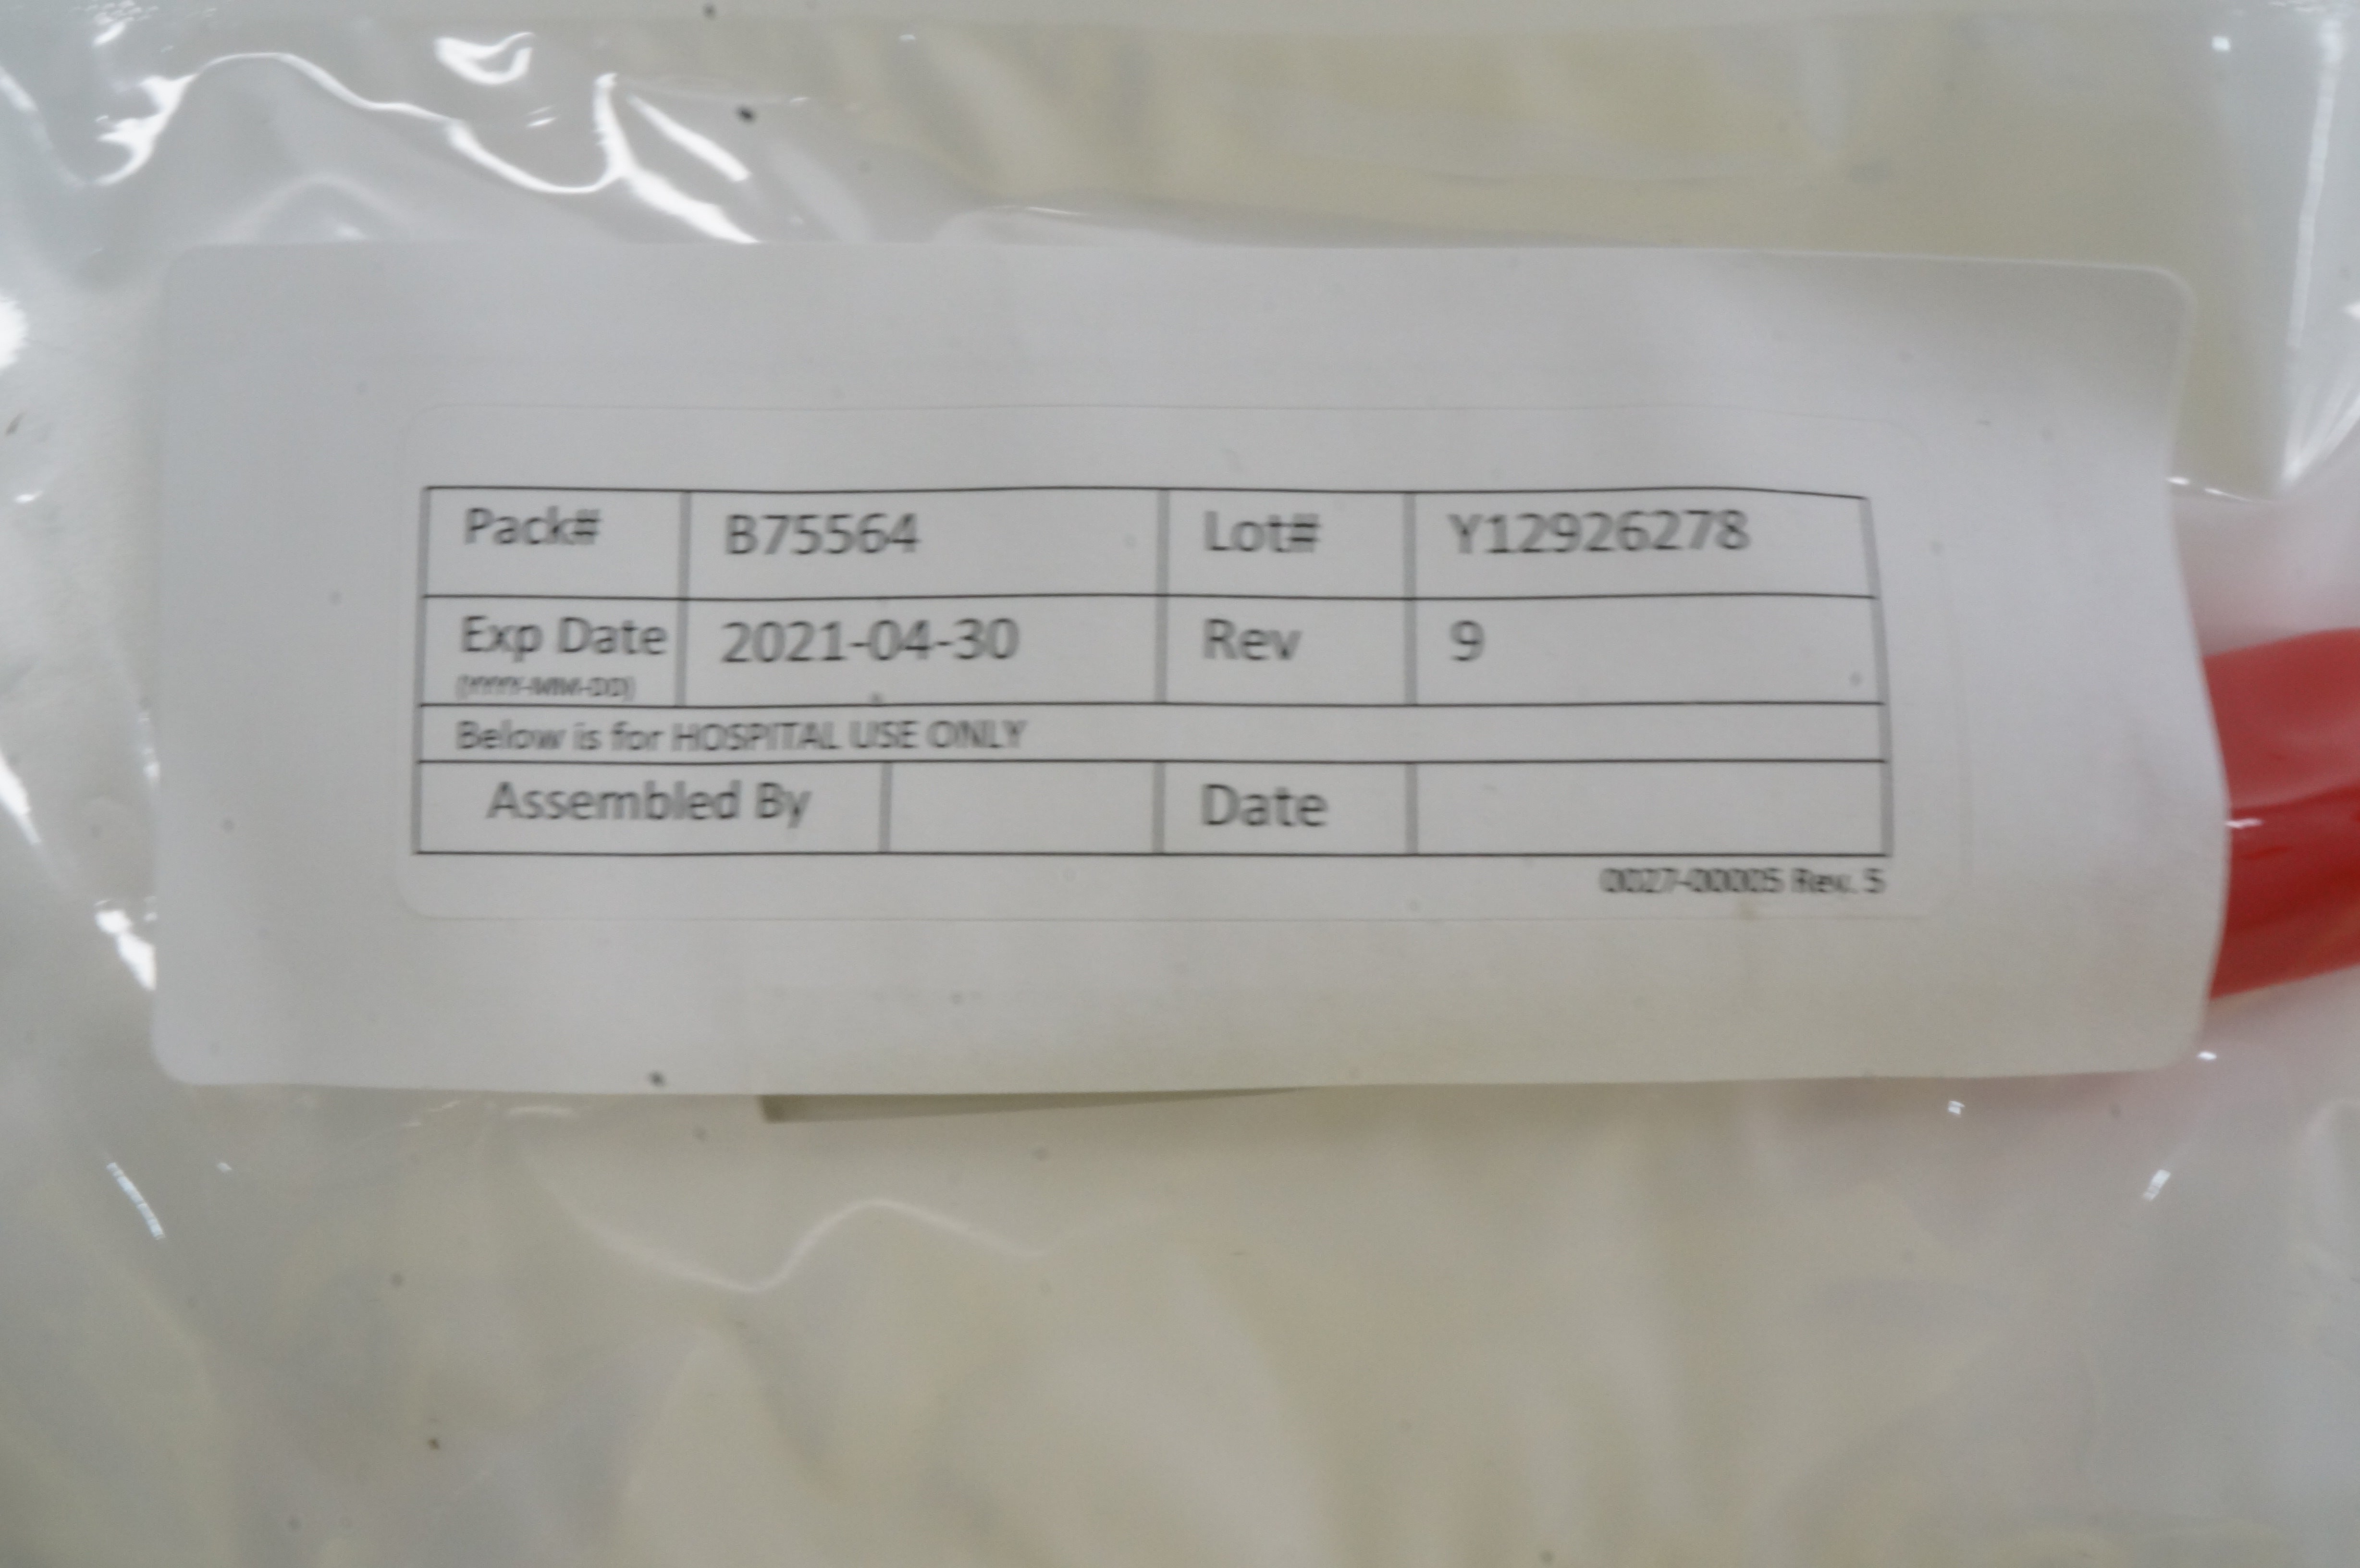 Pack# B75564 Lot# Y12926278
Exp Date 2021-04-30 Rev 9
(YYYY-MM-DD)
Below is for HOSPITAL USE ONLY
Assembled By Date
0027-00005 Rev. 5